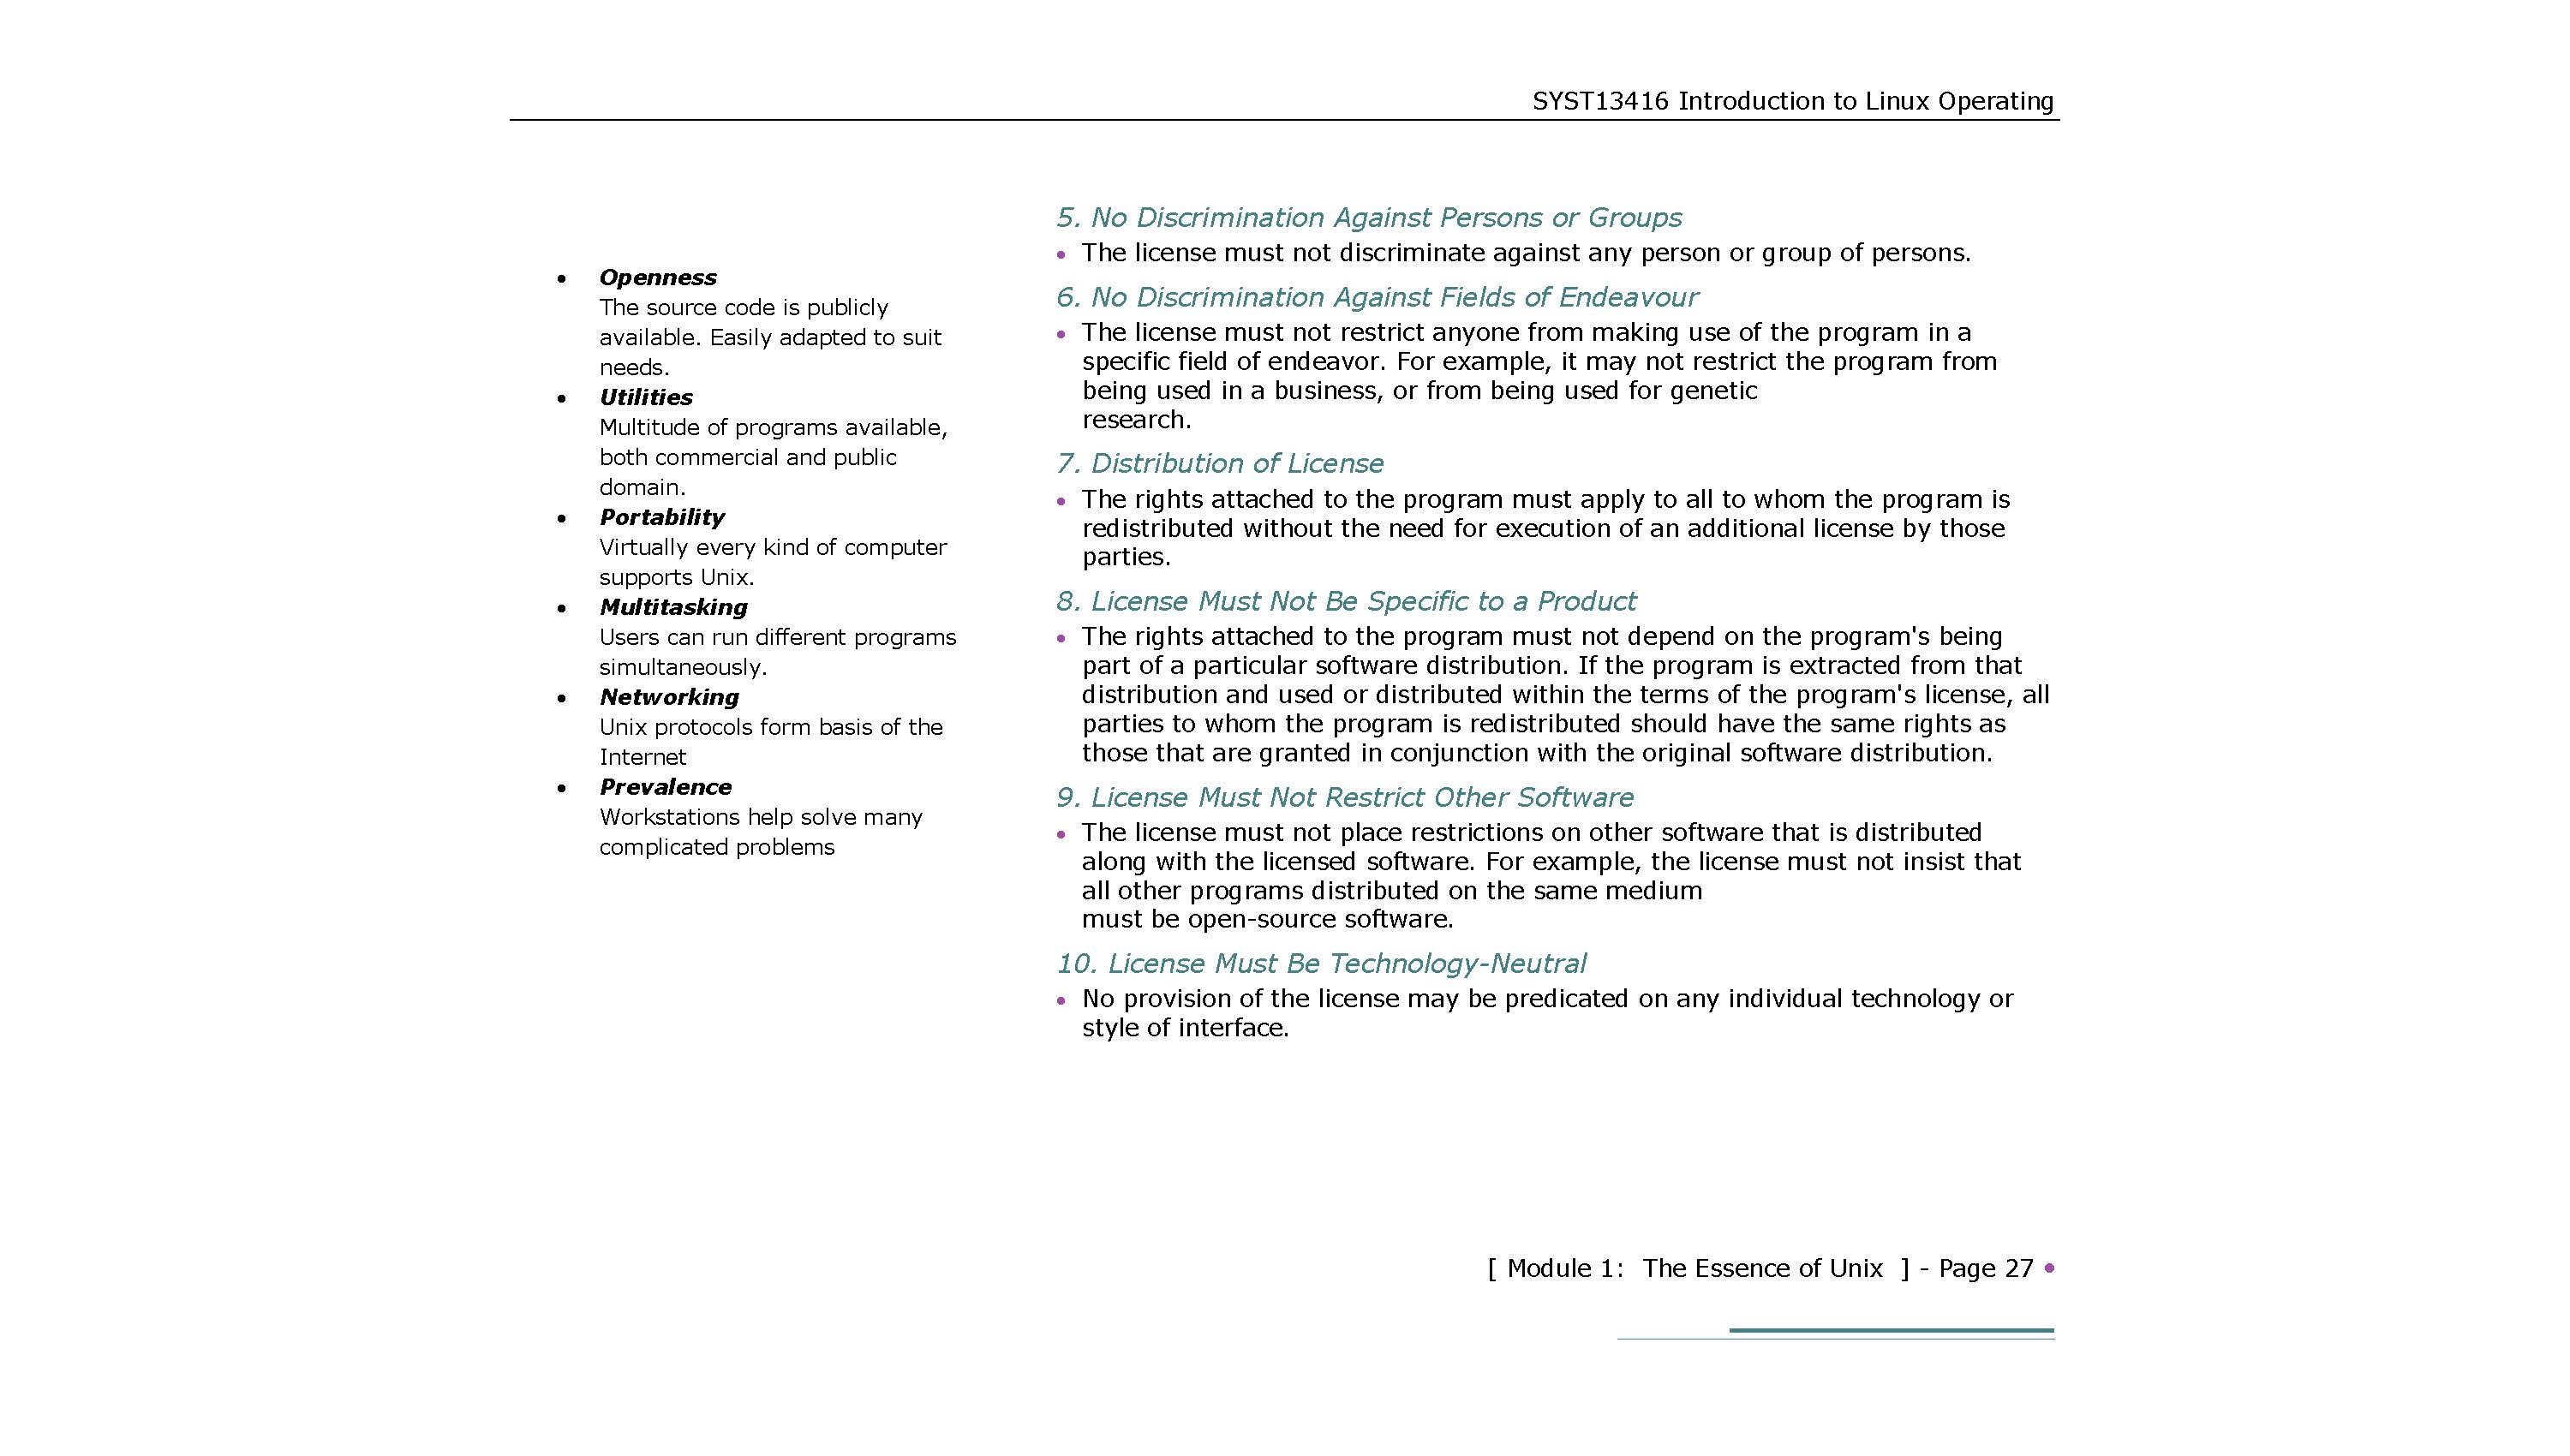 SYST13416 Introduction to Linux Operating
• Openness
The source code is publicly
available. Easily adapted to suit
needs.
• Utilities
Multitude of programs available,
both commercial and public
domain.
• Portability
Virtually every kind of computer
supports Unix.
• Multitasking
Users can run different programs
simultaneously.
• Networking
Unix protocols form basis of the
Internet
• Prevalence
Workstations help solve many
complicated problems
5. No Discrimination Against Persons or Groups
• The license must not discriminate against any person or group of persons.
6. No Discrimination Against Fields of Endeavour
• The license must not restrict anyone from making use of the program in a
specific field of endeavor. For example, it may not restrict the program from
being used in a business, or from being used for genetic
research.
7. Distribution of License
• The rights attached to the program must apply to all to whom the program is
redistributed without the need for execution of an additional license by those
parties.
8. License Must Not Be Specific to a Product
• The rights attached to the program must not depend on the program's being
part of a particular software distribution. If the program is extracted from that
distribution and used or distributed within the terms of the program's license, all
parties to whom the program is redistributed should have the same rights as
those that are granted in conjunction with the original software distribution.
9. License Must Not Restrict Other Software
• The license must not place restrictions on other software that is distributed
along with the licensed software. For example, the license must not insist that
all other programs distributed on the same medium
must be open-source software.
10. License Must Be Technology-Neutral
• No provision of the license may be predicated on any individual technology or
style of interface.
[ Module 1: The Essence of Unix ] - Page 27 •